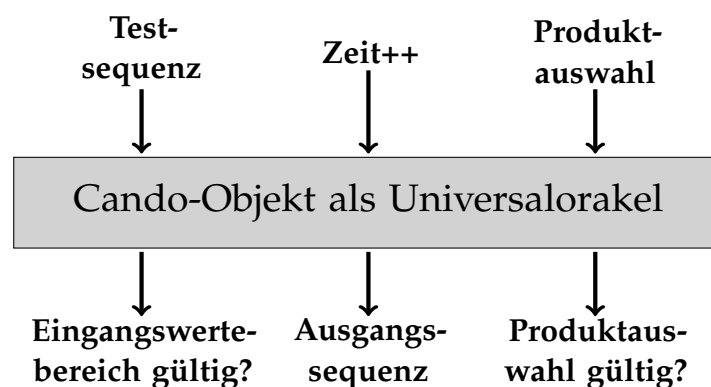 Test-
sequenz
Zeit++
Produkt-
auswahl
Cando-Objekt als Universalorakel
Eingangswerte-
bereich gültig?
Ausgangs-
sequenz
Produktaus-
wahl gültig?